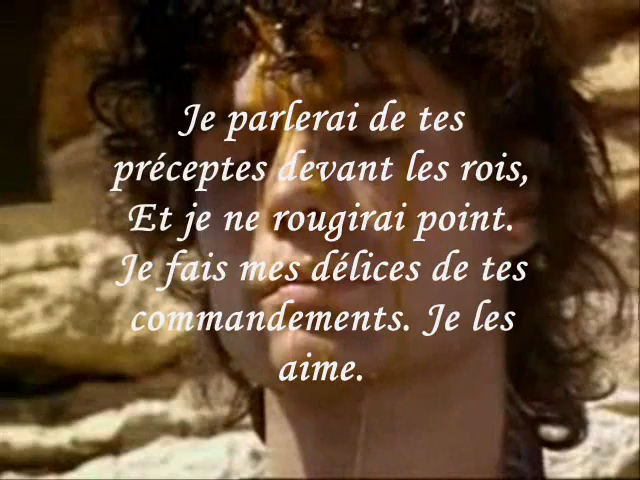 Je parlerai de tes
préceptes devant les rois,
Et je ne rougirai point.
Je fais mes délices de tes
commandements. Je les
aime.